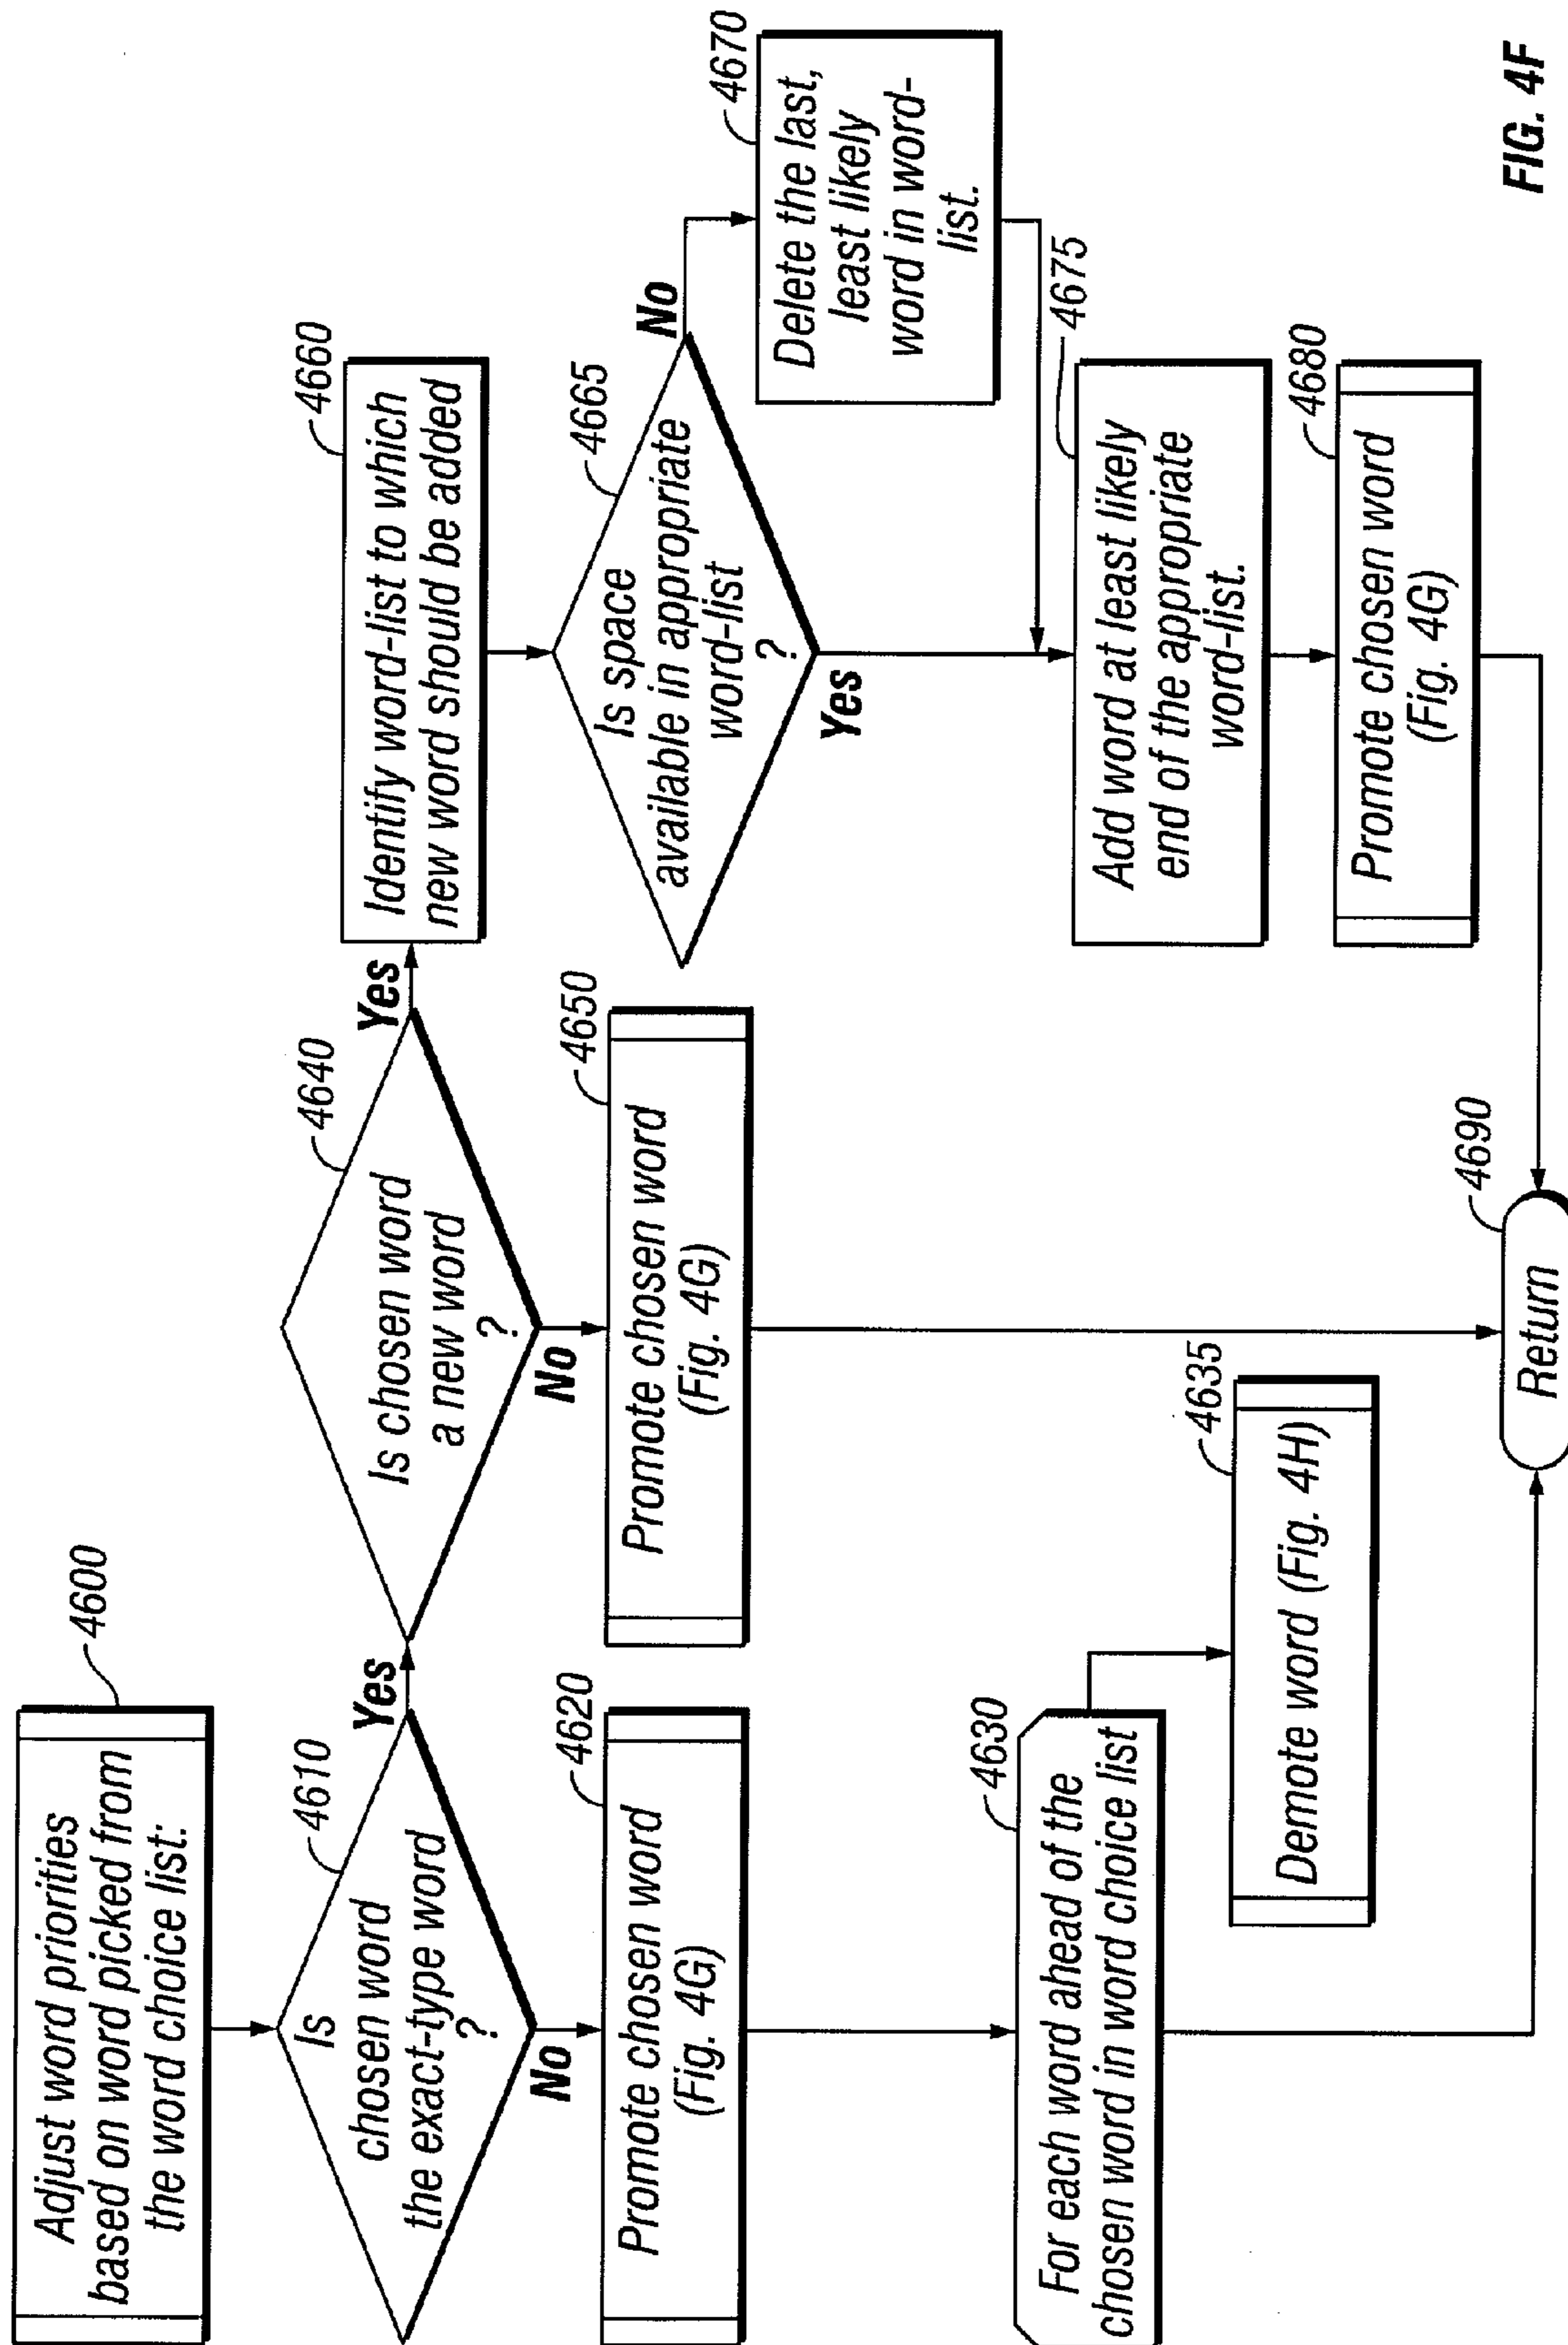 4600
Adjust word priorities
based on word picked from
the word choice list:
4610
Is
chosen word
the exact-type word
?
Yes
No
4620
Promote chosen word
(Fig. 4G)
4630
For each word ahead of the
chosen word in word choice list
4635
Demote word (Fig. 4H)
4640
Is chosen word
a new word
?
Yes
No
4650
Promote chosen word
(Fig. 4G)
4660
Identify word-list to which
new word should be added
4665
Is space
available in appropriate
word-list
?
No
Yes
4670
Delete the last,
least likely
word in word-
list.
4675
Add word at least likely
end of the appropriate
word-list.
4680
Promote chosen word
(Fig. 4G)
4690
Return
FIG. 4F